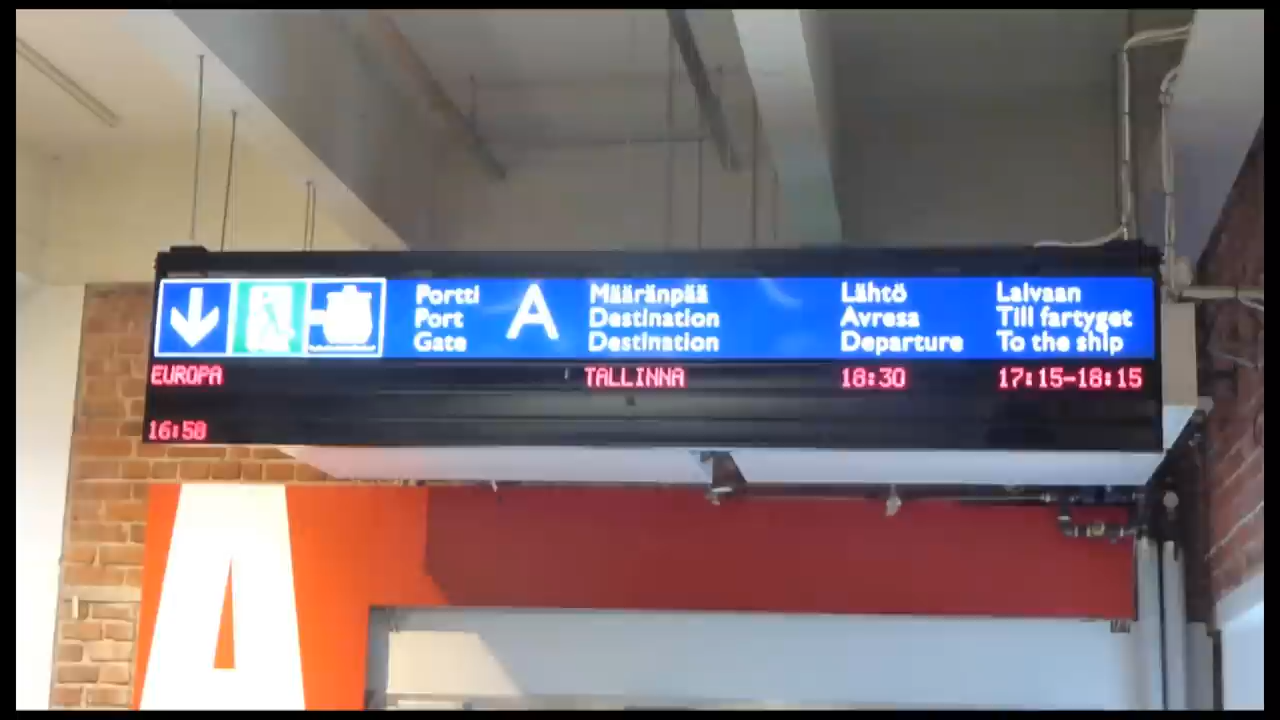 Portti
Port
Gate
A
Määränpää
Destination
Destination
Lähtö
Avresa
Departure
Laivaan
Till fartyget
To the ship
EUROPA TALLINNA 18:30 17:15-18:15
16:58
A